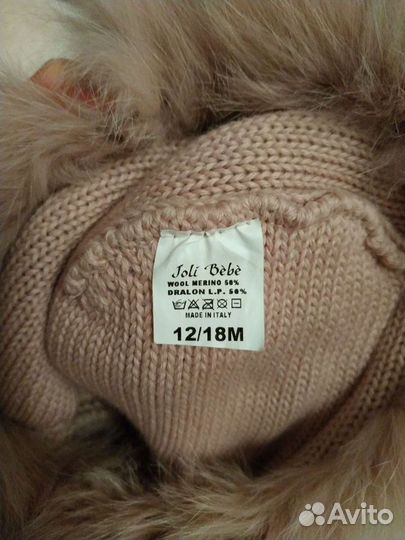 Joli Bèbè
WOOL MERINO 50%
DRALON L.P. 50%
MADE IN ITALY
12/18M
Avito